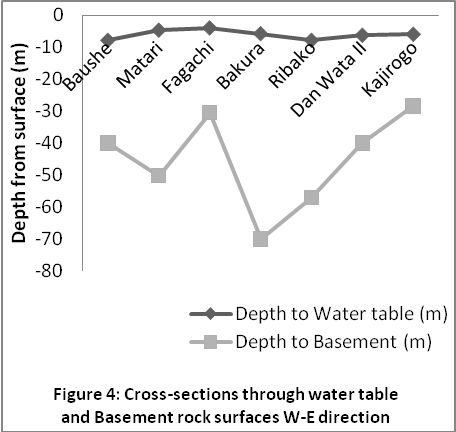 0
-10
-20
-30
-40
-50
-60
-70
-80
Depth from surface (m)
Baushe
Matari
Fagachi
Bakura
Ribako
Dan Wata II
Kajirogo
Depth to Water table (m)
Depth to Basement (m)
Figure 4: Cross-sections through water table
and Basement rock surfaces W-E direction